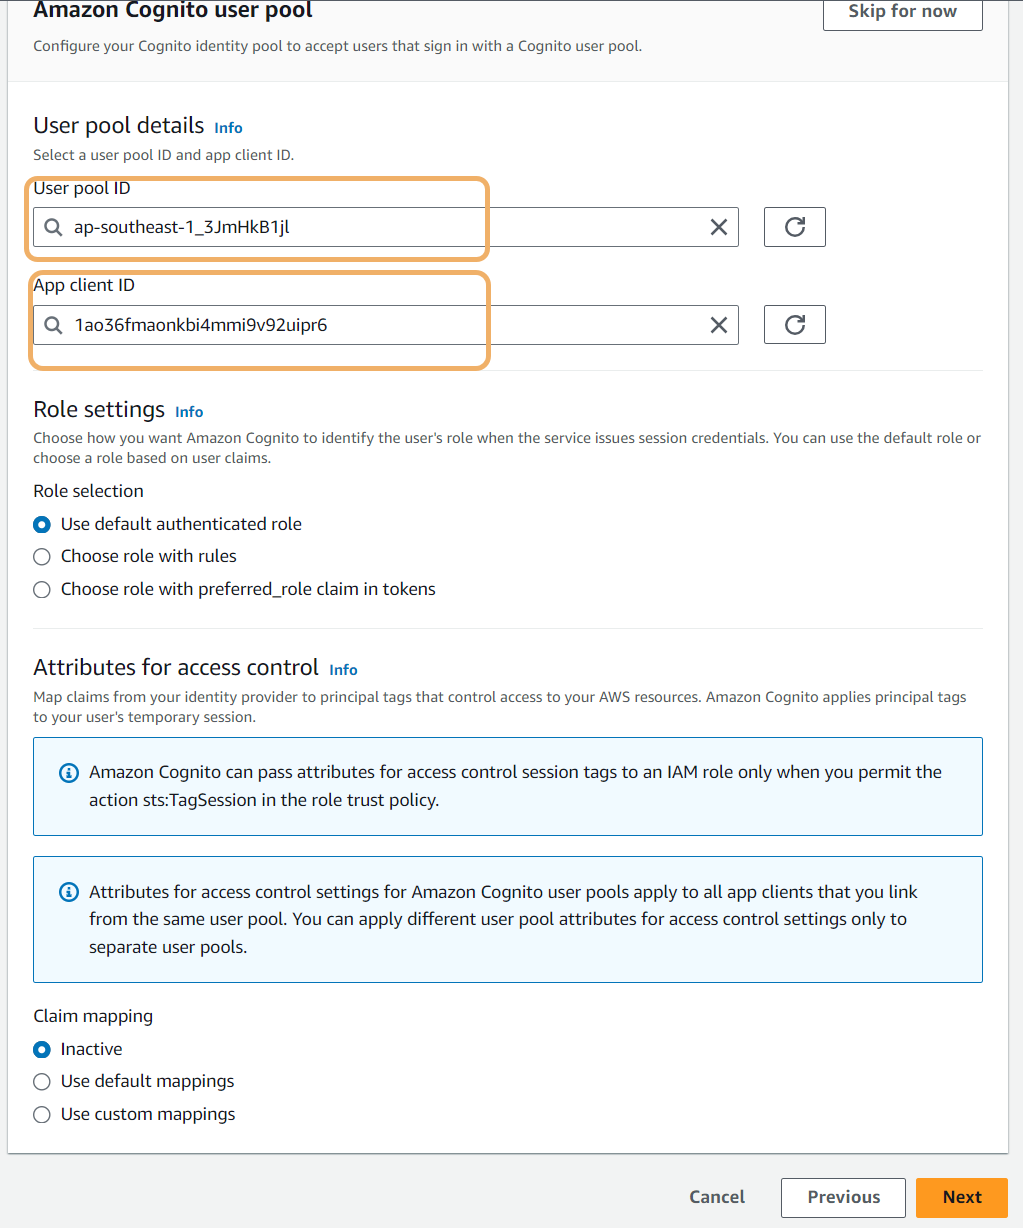 Amazon Cognito user pool
Skip for now
Configure your Cognito identity pool to accept users that sign in with a Cognito user pool.
User pool details Info
Select a user pool ID and app client ID.
User pool ID
ap-southeast-1_3JmHkB1jl
App client ID
1ao36fmaonkbi4mmi9v92uipr6
Role settings Info
Choose how you want Amazon Cognito to identify the user's role when the service issues session credentials. You can use the default role or
choose a role based on user claims.
Role selection
Use default authenticated role
Choose role with rules
Choose role with preferred_role claim in tokens
Attributes for access control Info
Map claims from your identity provider to principal tags that control access to your AWS resources. Amazon Cognito applies principal tags
to your user's temporary session.
Amazon Cognito can pass attributes for access control session tags to an IAM role only when you permit the
action sts:TagSession in the role trust policy.
Attributes for access control settings for Amazon Cognito user pools apply to all app clients that you link
from the same user pool. You can apply different user pool attributes for access control settings only to
separate user pools.
Claim mapping
Inactive
Use default mappings
Use custom mappings
Cancel
Previous
Next